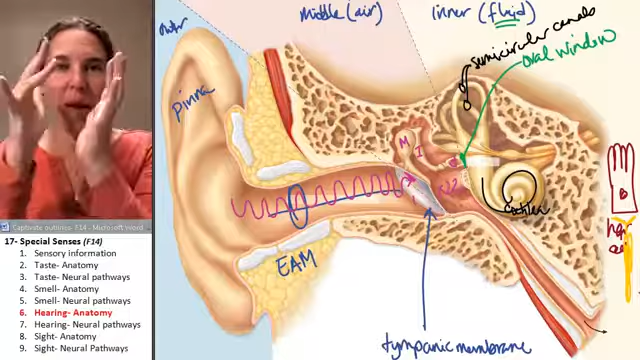 outer
middle (air)
inner (fluid)
semicircular canals
oval window
pinna
M
I
cochlea
EAM
tympanic membrane
hair
cell
Captivate outlines- F14 - Microsoft Word
17- Special Senses (F14)
1. Sensory information
2. Taste- Anatomy
3. Taste- Neural pathways
4. Smell- Anatomy
5. Smell- Neural pathways
6. Hearing- Anatomy
7. Hearing- Neural pathways
8. Sight- Anatomy
9. Sight- Neural Pathways